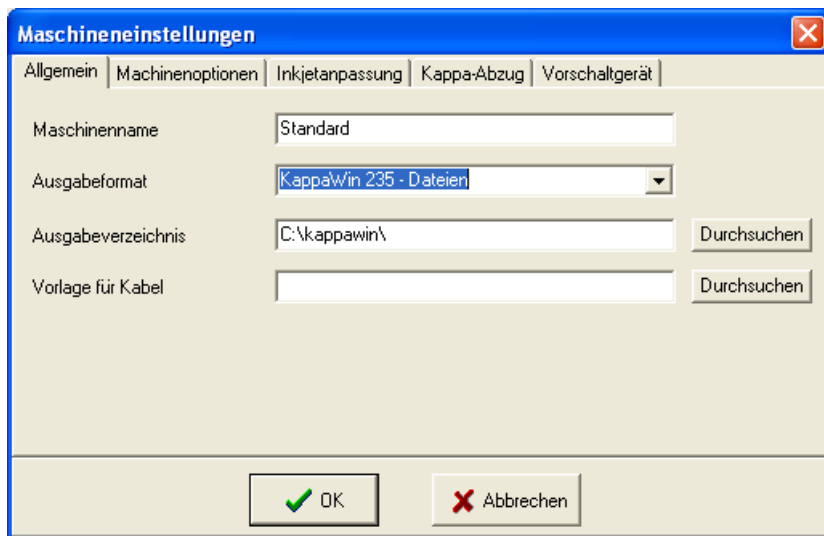 Maschineneinstellungen
Allgemein Machinenoptionen Inkjetanpassung Kappa-Abzug Vorschaltgerät
Maschinenname Standard
Ausgabeformat KappaWin 235 - Dateien
Ausgabeverzeichnis C:\kappawin\ Durchsuchen
Vorlage für Kabel Durchsuchen
OK Abbrechen